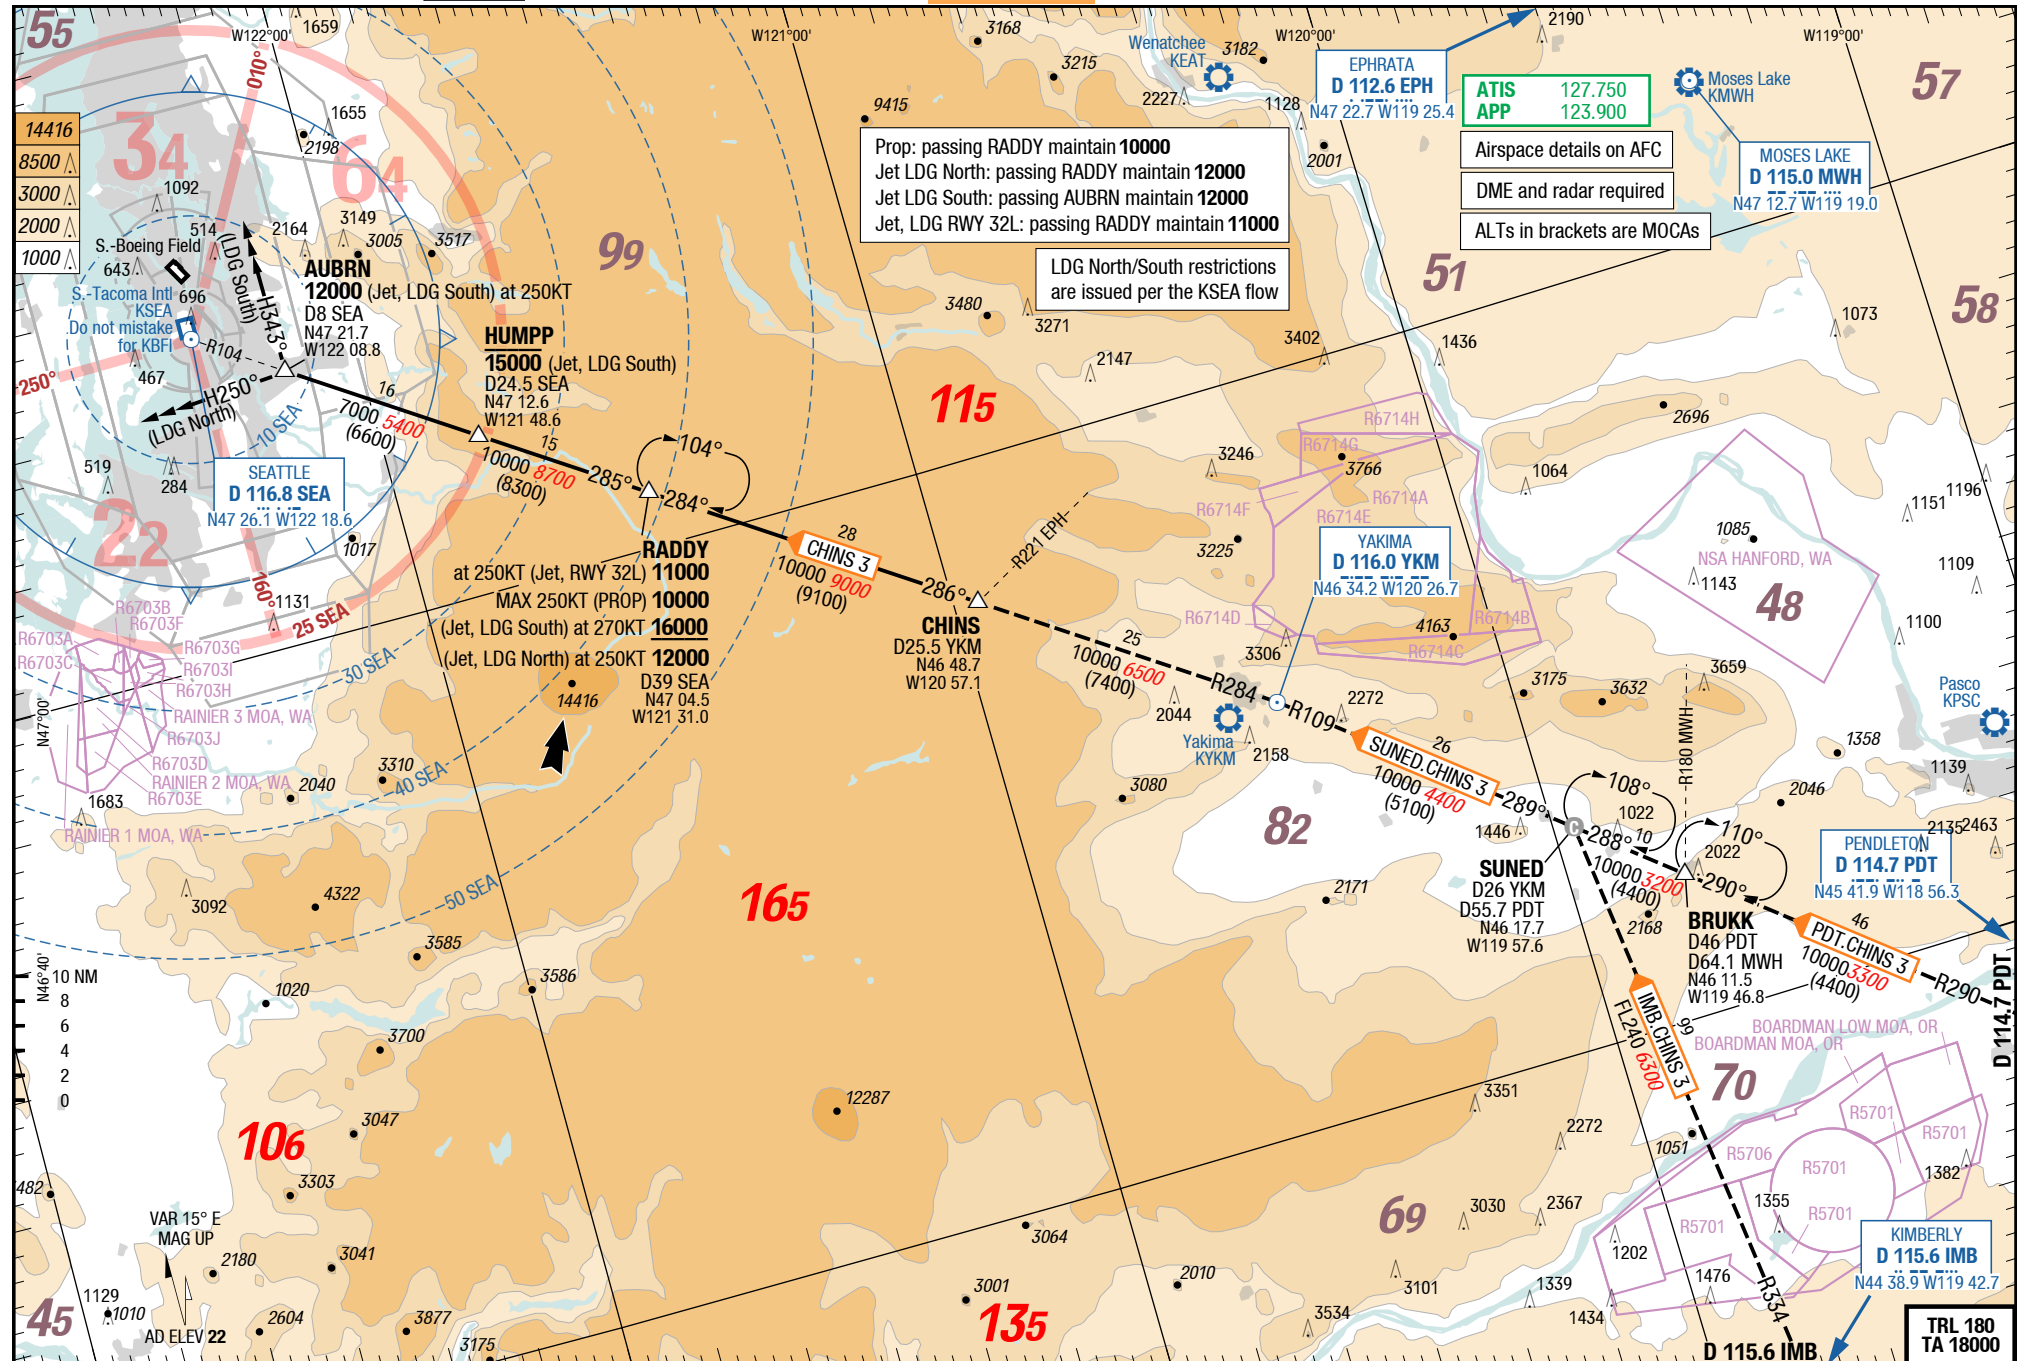 55
1659
W122°00'
010°
34
64
1655
2198
14416
8500
3000
2000
1000
1092
S.-Boeing Field
514
643
2164
3149
3005
3517
S.-Tacoma Intl
KSEA
Do not mistake
for KBFI
696
467
R104
(LDG South)
H343°
H250°
(LDG North)
250°
AUBRN
12000 (Jet, LDG South) at 250KT
D8 SEA
N47 21.7
W122 08.8
HUMPP
15000 (Jet, LDG South)
D24.5 SEA
N47 12.6
W121 48.6
16
7000 5400
(6600)
15
10000 8700
(8300)
285°
104°
284°
10 SEA
519
284
22
SEATTLE
D 116.8 SEA
N47 26.1 W122 18.6
1017
160°
1131
25 SEA
R6703B
R6703F
R6703A
R6703C
R6703G
R6703I
R6703H
RAINIER 3 MOA, WA
R6703J
R6703D
RAINIER 2 MOA, WA
R6703E
RAINIER 1 MOA, WA
1683
N47°00'
30 SEA
40 SEA
50 SEA
RADDY
at 250KT (Jet, RWY 32L) 11000
MAX 250KT (PROP) 10000
(Jet, LDG South) at 270KT 16000
(Jet, LDG North) at 250KT 12000
D39 SEA
N47 04.5
W121 31.0
14416
W121°00'
3168
3215
9415
99
Wenatchee
KEAT
3182
2227
1128
2001
W120°00'
EPHRATA
D 112.6 EPH
N47 22.7 W119 25.4
2190
ATIS 127.750
APP 123.900
Airspace details on AFC
DME and radar required
ALTs in brackets are MOCAs
Moses Lake
KMWH
MOSES LAKE
D 115.0 MWH
N47 12.7 W119 19.0
W119°00'
57
Prop: passing RADDY maintain 10000
Jet LDG North: passing RADDY maintain 12000
Jet LDG South: passing AUBRN maintain 12000
Jet, LDG RWY 32L: passing RADDY maintain 11000
LDG North/South restrictions
are issued per the KSEA flow
51
58
1073
3480
3271
2147
3402
1436
115
2696
R6714H
R6714G
3766
3246
R6714F
R6714A
R6714E
3225
1064
1151
1196
1085
NSA HANFORD, WA
1143
48
1109
1100
28
CHINS 3
10000 9000
(9100)
286°
R221 EPH
CHINS
D25.5 YKM
N46 48.7
W120 57.1
YAKIMA
D 116.0 YKM
N46 34.2 W120 26.7
R6714D
R6714B
R6714C
4163
3306
25
10000 6500
(7400)
R284
R109
2044
Yakima
KYKM
2158
2272
3080
3175
3632
3659
R180 MWH
Pasco
KPSC
1358
1139
2046
26
SUNED.CHINS 3
10000 4400
(5100)
289°
108°
1446
1022
10
288°
110°
2022
10000 3200
(4400)
290°
82
SUNED
D26 YKM
D55.7 PDT
N46 17.7
W119 57.6
2168
BRUKK
D46 PDT
D64.1 MWH
N46 11.5
W119 46.8
46
PDT.CHINS 3
10000 3300
(4400)
R290
D 114.7 PDT
PENDLETON
D 114.7 PDT
N45 41.9 W118 56.3
2135
2463
2171
165
3310
2040
3092
4322
3585
3586
N46°40'
10 NM
8
6
4
2
0
1020
3700
3047
106
3303
482
12287
99
IMB.CHINS 3
FL240 6300
BOARDMAN LOW MOA, OR
BOARDMAN MOA, OR
70
3351
2272
1051
R5706
R5701
R5701
R5701
R5701
1382
1355
1202
2367
3030
69
3064
3101
1339
1434
1476
R334
D 115.6 IMB
KIMBERLY
D 115.6 IMB
N44 38.9 W119 42.7
TRL 180
TA 18000
VAR 15° E
MAG UP
2180
3041
45
1129
1010
AD ELEV 22
2604
3877
3175
3001
135
2010
3534